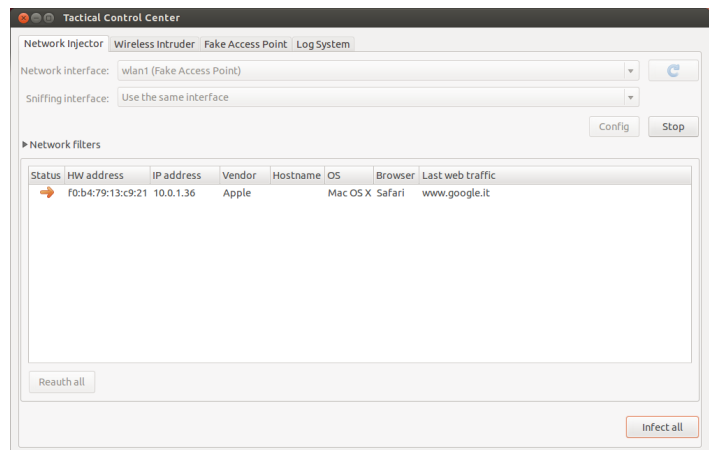 Tactical Control Center
Network Injector Wireless Intruder Fake Access Point Log System
Network interface: wlan1 (Fake Access Point)
Sniffing interface: Use the same interface
Config Stop
Network filters
Status HW address IP address Vendor Hostname OS Browser Last web traffic
f0:b4:79:13:c9:21 10.0.1.36 Apple Mac OS X Safari www.google.it
Reauth all
Infect all